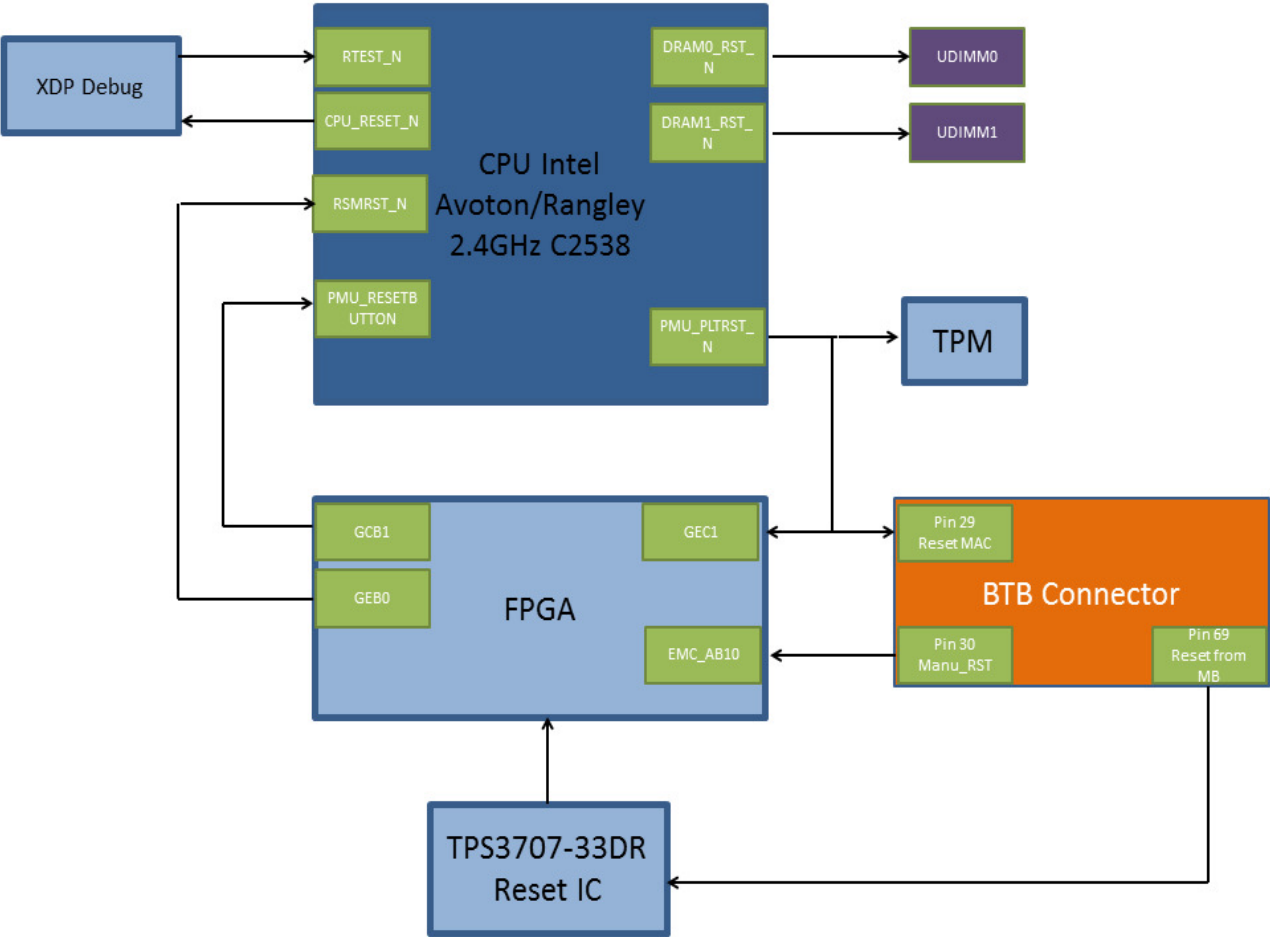 XDP Debug
RTEST_N
CPU_RESET_N
RSMRST_N
PMU_RESETB
UTTON
CPU Intel
Avoton/Rangley
2.4GHz C2538
DRAM0_RST_
N
DRAM1_RST_
N
PMU_PLTRST_
N
UDIMM0
UDIMM1
TPM
GCB1
GEB0
FPGA
GEC1
EMC_AB10
Pin 29
Reset MAC
BTB Connector
Pin 30
Manu_RST
Pin 69
Reset from
MB
TPS3707-33DR
Reset IC